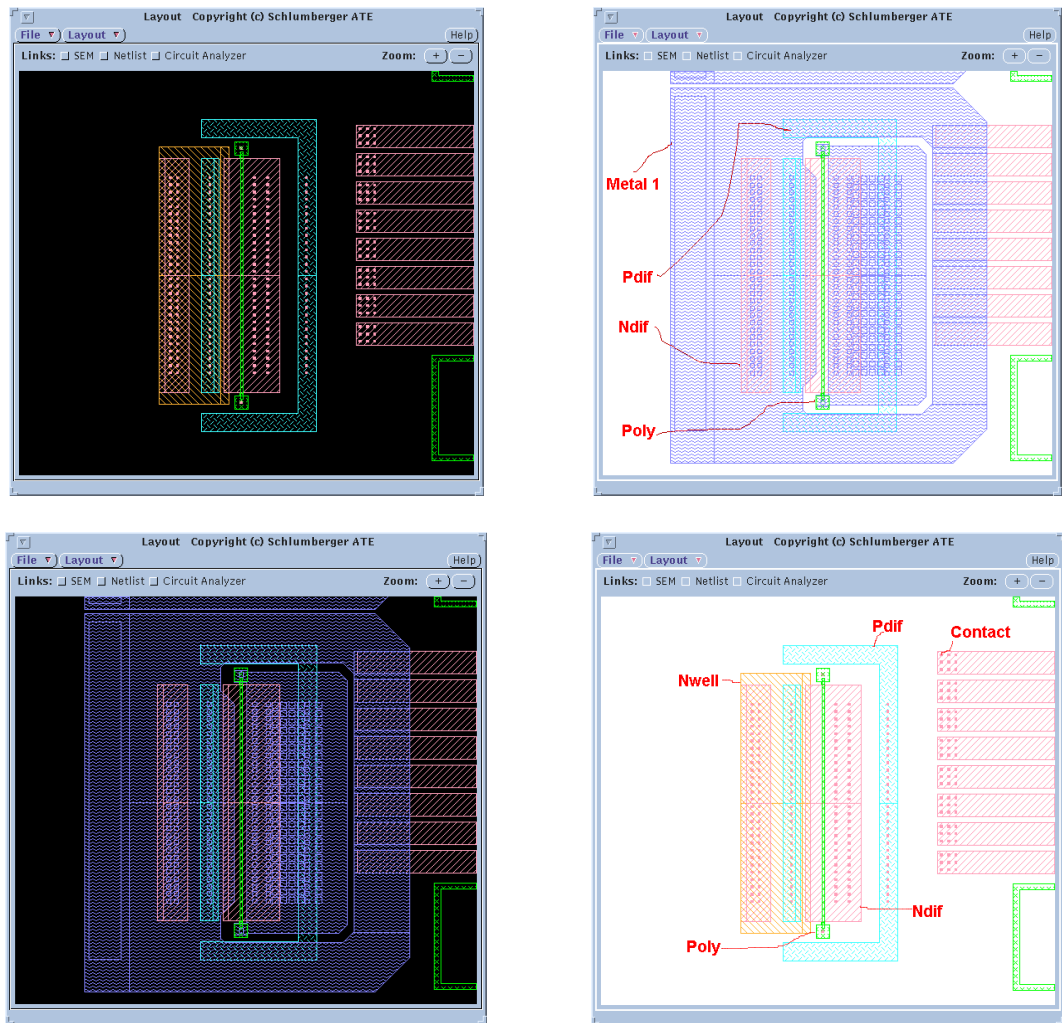 Layout Copyright (c) Schlumberger ATE
File Layout Help
Links: SEM Netlist Circuit Analyzer Zoom: + −
Layout Copyright (c) Schlumberger ATE
File Layout Help
Links: SEM Netlist Circuit Analyzer Zoom: + −
Metal 1
Pdif
Ndif
Poly
Layout Copyright (c) Schlumberger ATE
File Layout Help
Links: SEM Netlist Circuit Analyzer Zoom: + −
Layout Copyright (c) Schlumberger ATE
File Layout Help
Links: SEM Netlist Circuit Analyzer Zoom: + −
Pdif
Contact
Nwell
Ndif
Poly